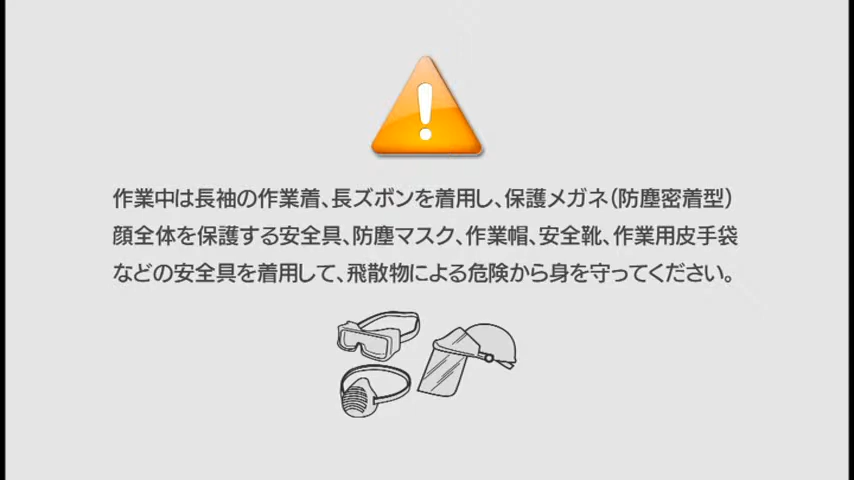 作業中は長袖の作業着、長ズボンを着用し、保護メガネ（防塵密着型）
顔全体を保護する安全具、防塵マスク、作業帽、安全靴、作業用皮手袋
などの安全具を着用して、飛散物による危険から身を守ってください。